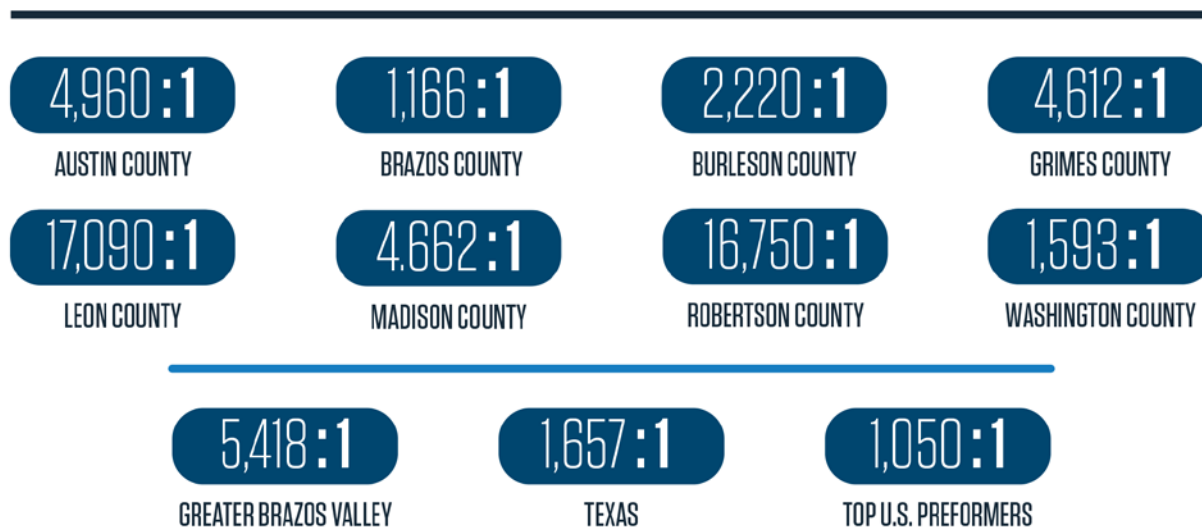 4,960:1 1,166:1 2,220:1 4,612:1
AUSTIN COUNTY BRAZOS COUNTY BURLESON COUNTY GRIMES COUNTY
17,090:1 4.662:1 16,750:1 1,593:1
LEON COUNTY MADISON COUNTY ROBERTSON COUNTY WASHINGTON COUNTY
5,418:1 1,657:1 1,050:1
GREATER BRAZOS VALLEY TEXAS TOP U.S. PREFORMERS